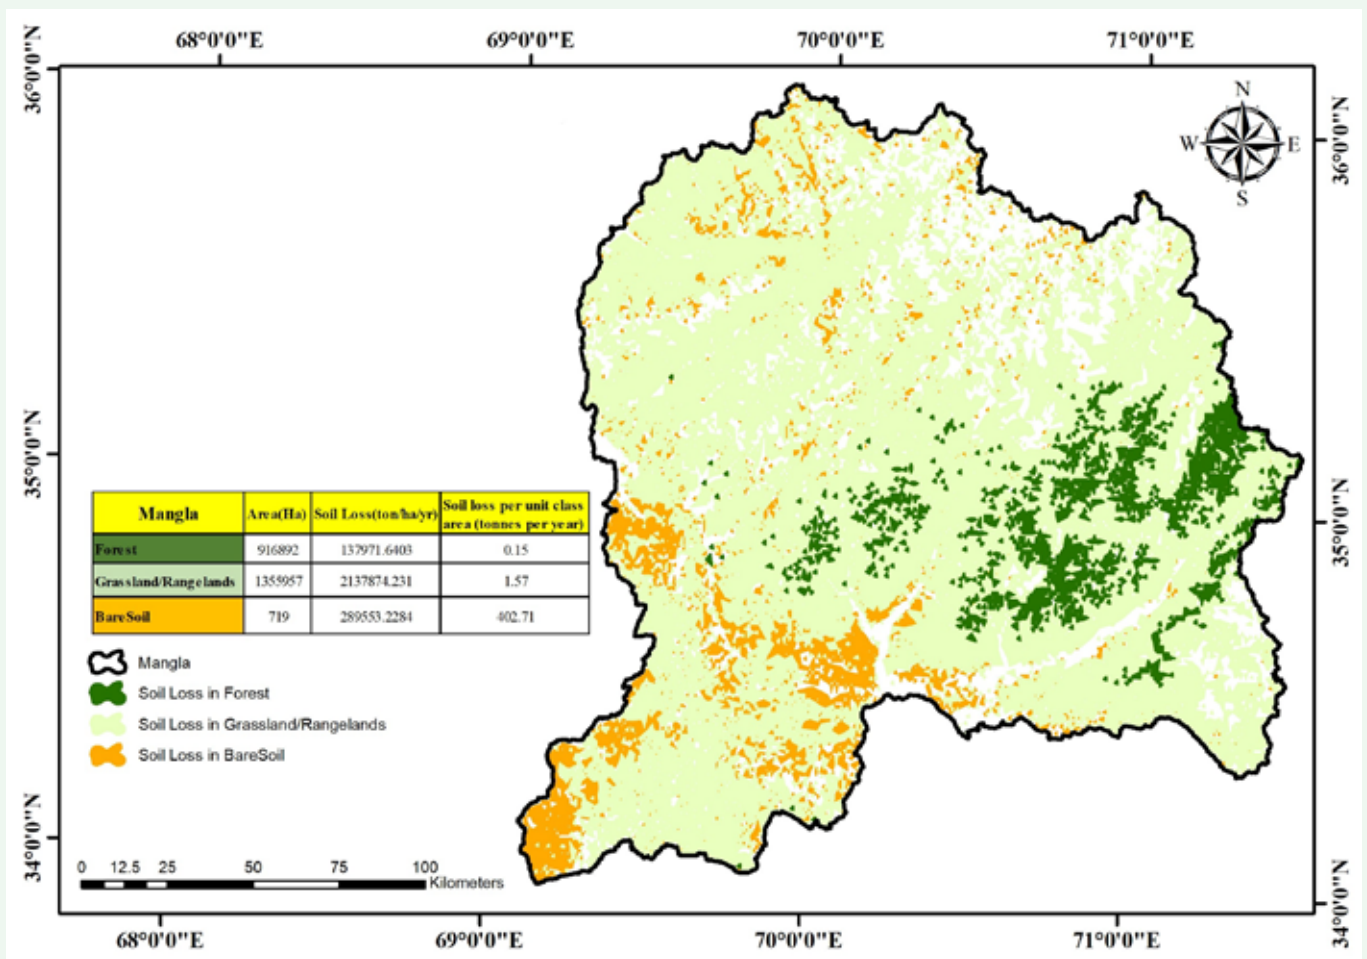 68°0'0"E 69°0'0"E 70°0'0"E 71°0'0"E
36°0'0"N
36°0'0"N
N
W E
S
35°0'0"N
35°0'0"N
Mangla Area(Ha) Soil Loss(ton/ha/yr) Soil loss per unit class
area (tonnes per year)
Forest 916892 137971.6403 0.15
Grassland/Rangelands 1355957 2137874.231 1.57
BareSoil 719 289553.2284 402.71
Mangla
Soil Loss in Forest
Soil Loss in Grassland/Rangelands
Soil Loss in BareSoil
34°0'0"N
34°0'0"N
0 12.5 25 50 75 100
Kilometers
68°0'0"E 69°0'0"E 70°0'0"E 71°0'0"E